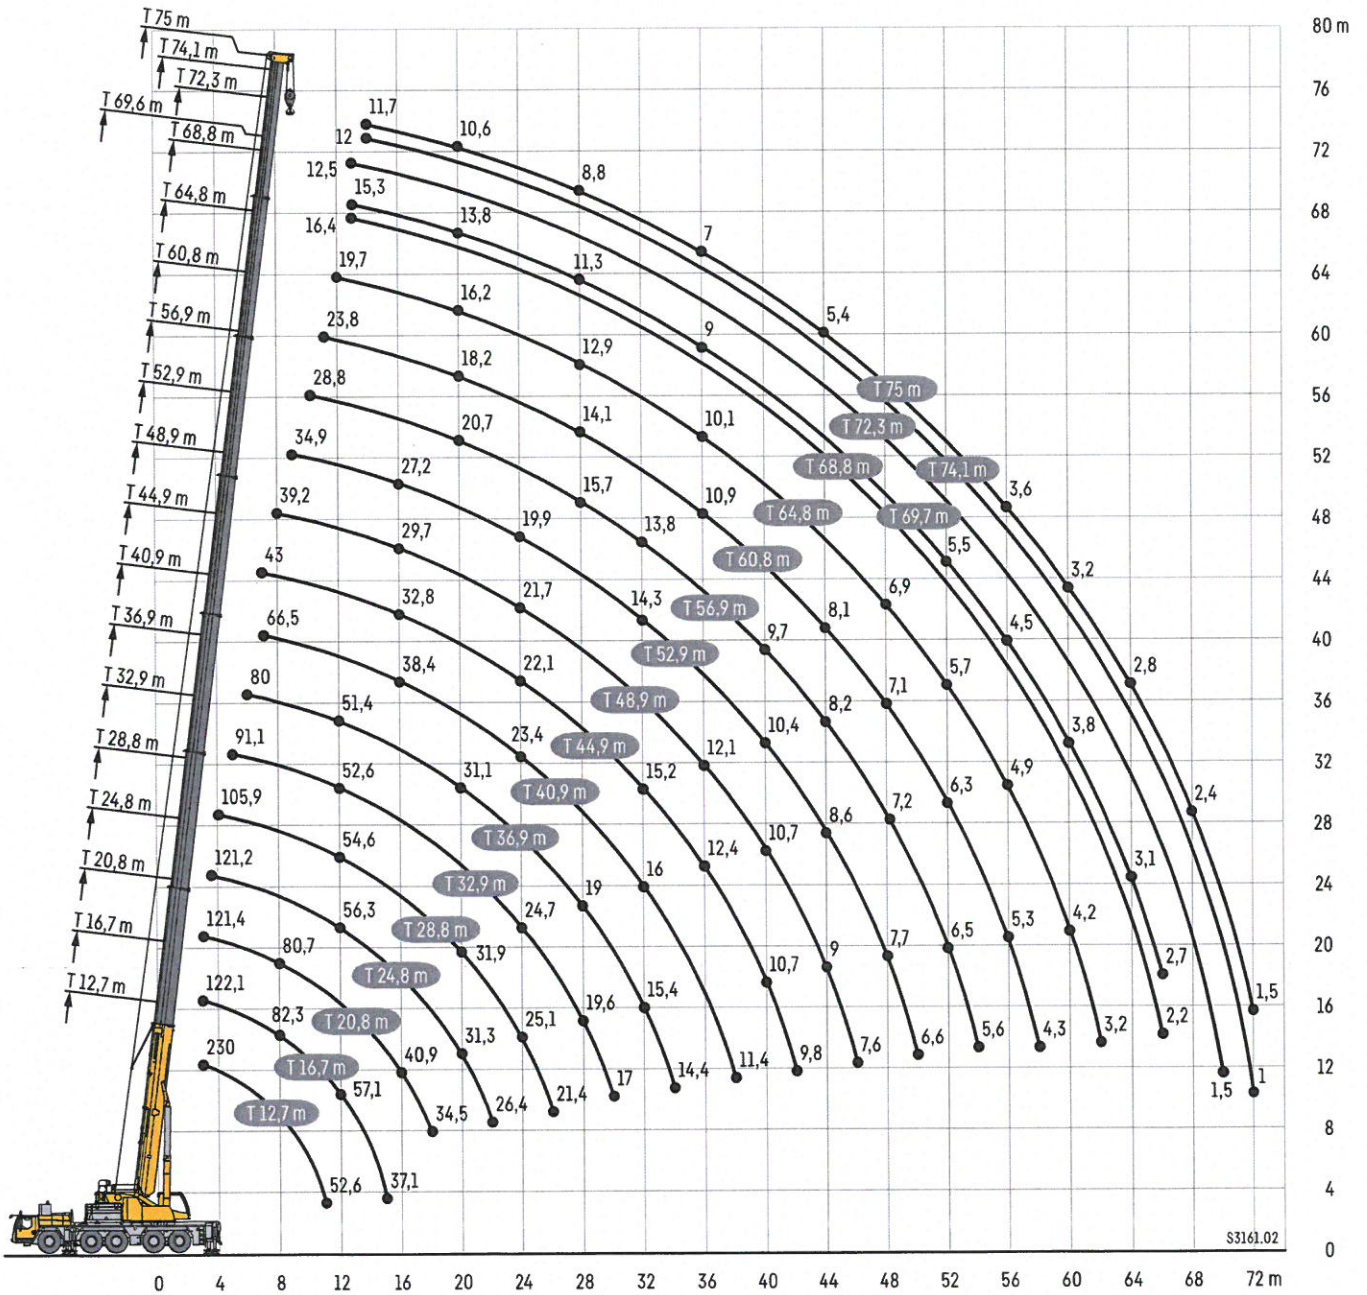 T 75 m
T 74,1 m
T 72,3 m
T 69,6 m
T 68,8 m
T 64,8 m
T 60,8 m
T 56,9 m
T 52,9 m
T 48,9 m
T 44,9 m
T 40,9 m
T 36,9 m
T 32,9 m
T 28,8 m
T 24,8 m
T 20,8 m
T 16,7 m
T 12,7 m
11,7 10,6 8,8 7 5,4 3,6 3,2 2,8 2,4 1,5
12 1
12,5 1,5
15,3 13,8 11,3 9 5,5 4,5 3,8 3,1 2,7
16,4 2,2
19,7 16,2 12,9 10,1 6,9 5,7 4,9 4,2 3,2
23,8 18,2 14,1 10,9 8,1 7,1 6,3 5,3 4,3
28,8 20,7 15,7 13,8 9,7 8,2 7,2 6,5 5,6
34,9 27,2 19,9 14,3 10,4 8,6 7,7 6,6
39,2 29,7 21,7 12,1 10,7 9 7,6
43 32,8 22,1 15,2 12,4 10,7 9,8
66,5 38,4 23,4 16 11,4
80 51,4 31,1 19 15,4 14,4
91,1 52,6 24,7 19,6 17
105,9 54,6 31,9 25,1 21,4
121,2 56,3 31,3 26,4
121,4 80,7 40,9 34,5
122,1 82,3 57,1 37,1
230 52,6
T 75 m
T 72,3 m
T 74,1 m
T 68,8 m
T 69,7 m
T 64,8 m
T 60,8 m
T 56,9 m
T 52,9 m
T 48,9 m
T 44,9 m
T 40,9 m
T 36,9 m
T 32,9 m
T 28,8 m
T 24,8 m
T 20,8 m
T 16,7 m
T 12,7 m
80 m
76
72
68
64
60
56
52
48
44
40
36
32
28
24
20
16
12
8
4
0
S3161.02
0 4 8 12 16 20 24 28 32 36 40 44 48 52 56 60 64 68 72 m